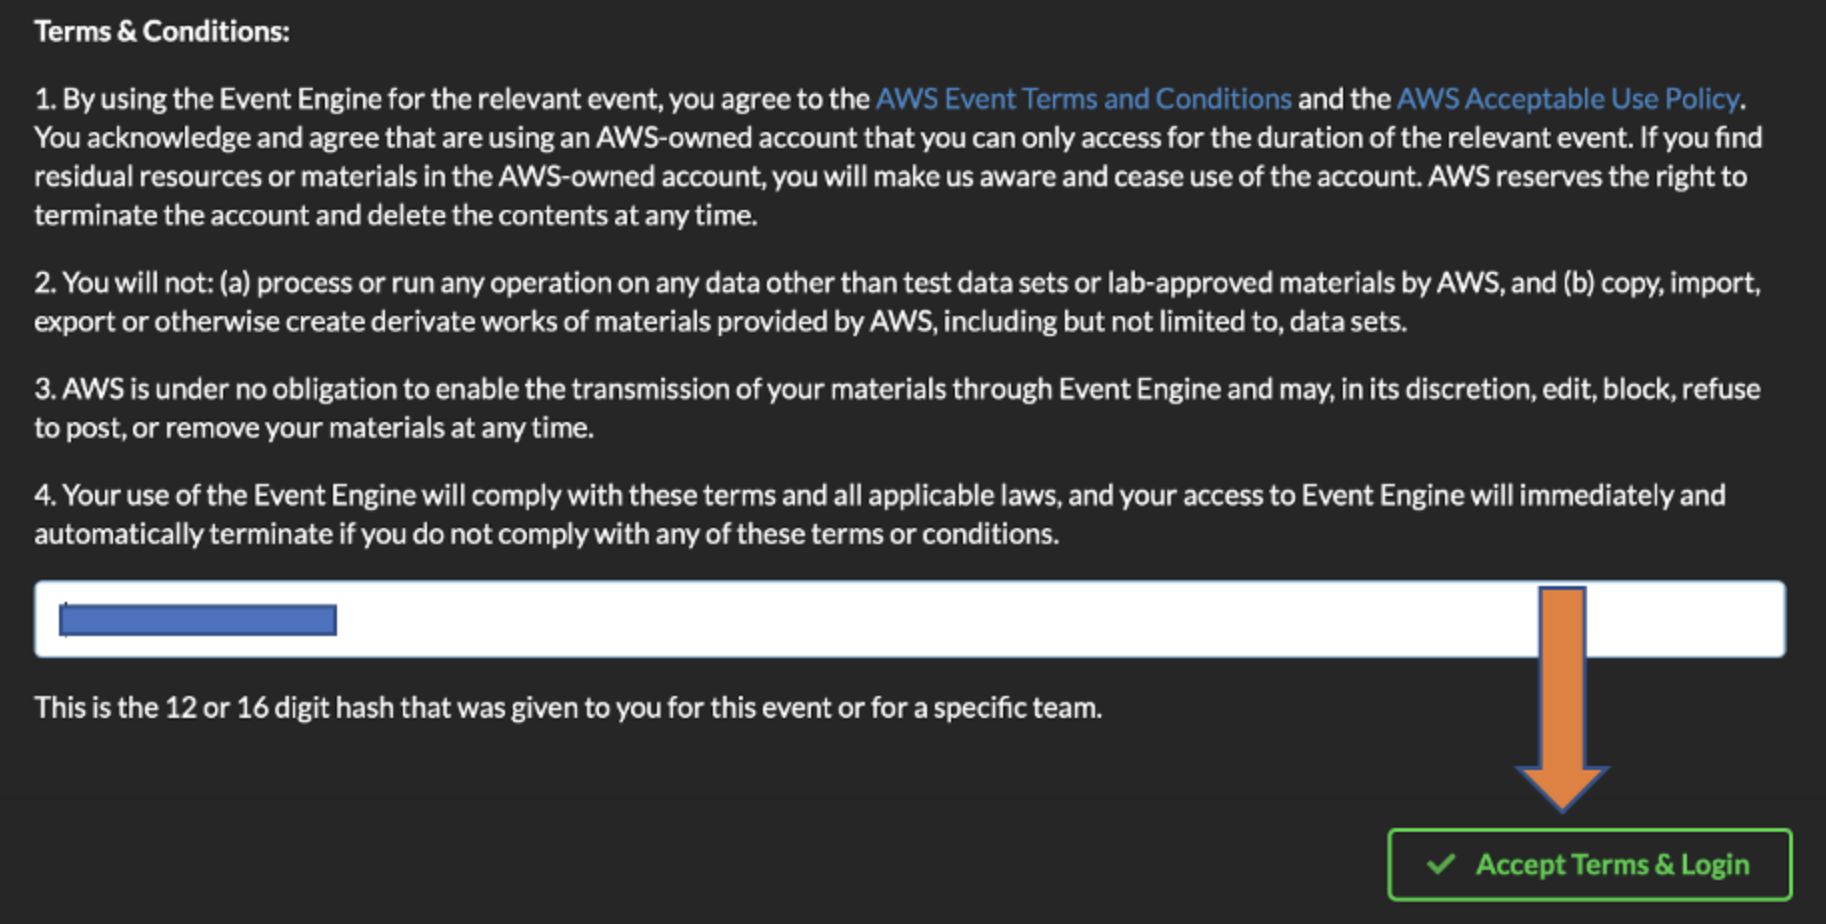 Terms & Conditions:
1. By using the Event Engine for the relevant event, you agree to the AWS Event Terms and Conditions and the AWS Acceptable Use Policy.
You acknowledge and agree that are using an AWS-owned account that you can only access for the duration of the relevant event. If you find
residual resources or materials in the AWS-owned account, you will make us aware and cease use of the account. AWS reserves the right to
terminate the account and delete the contents at any time.
2. You will not: (a) process or run any operation on any data other than test data sets or lab-approved materials by AWS, and (b) copy, import,
export or otherwise create derivate works of materials provided by AWS, including but not limited to, data sets.
3. AWS is under no obligation to enable the transmission of your materials through Event Engine and may, in its discretion, edit, block, refuse
to post, or remove your materials at any time.
4. Your use of the Event Engine will comply with these terms and all applicable laws, and your access to Event Engine will immediately and
automatically terminate if you do not comply with any of these terms or conditions.
This is the 12 or 16 digit hash that was given to you for this event or for a specific team.
Accept Terms & Login